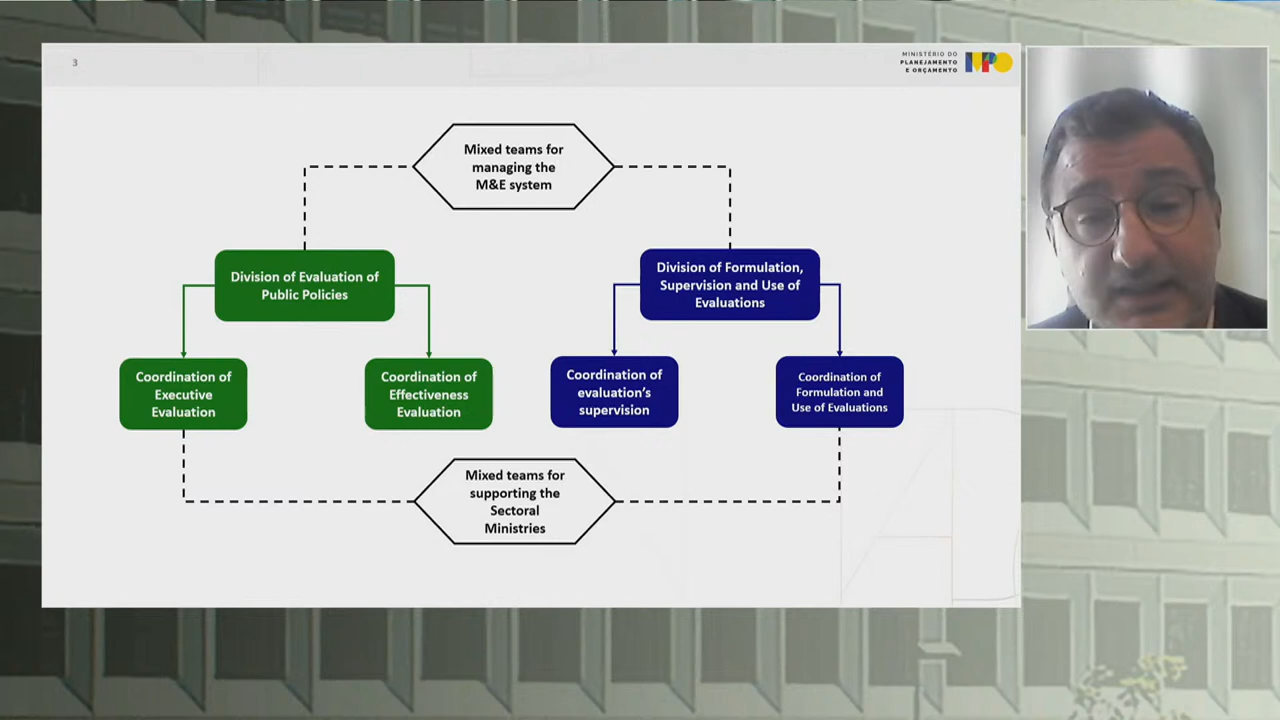 3
MINISTÉRIO DO
PLANEJAMENTO
E ORÇAMENTO
MPO
Mixed teams for
managing the
M&E system
Division of Evaluation of
Public Policies
Division of Formulation,
Supervision and Use of
Evaluations
Coordination of
Executive
Evaluation
Coordination of
Effectiveness
Evaluation
Coordination of
evaluation’s
supervision
Coordination of
Formulation and
Use of Evaluations
Mixed teams for
supporting the
Sectoral
Ministries